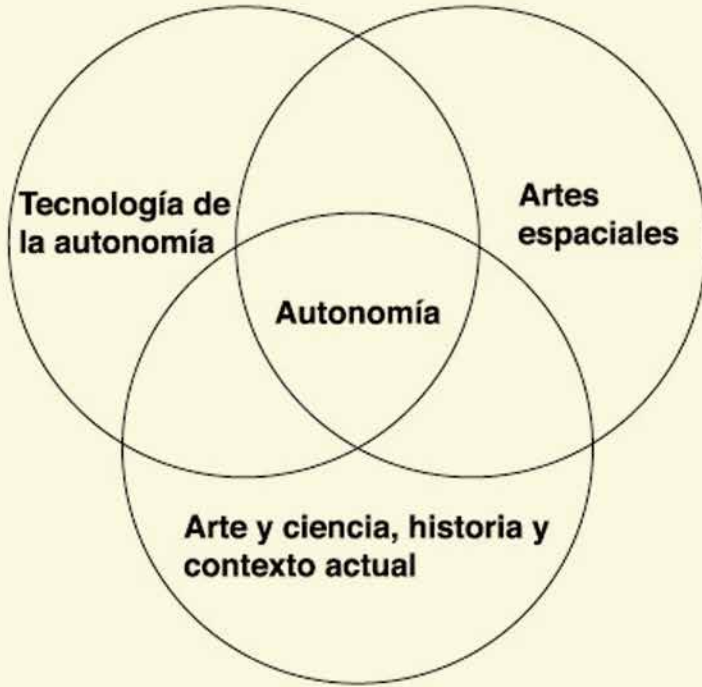 Tecnología de
la autonomía
Artes
espaciales
Autonomía
Arte y ciencia, historia y
contexto actual